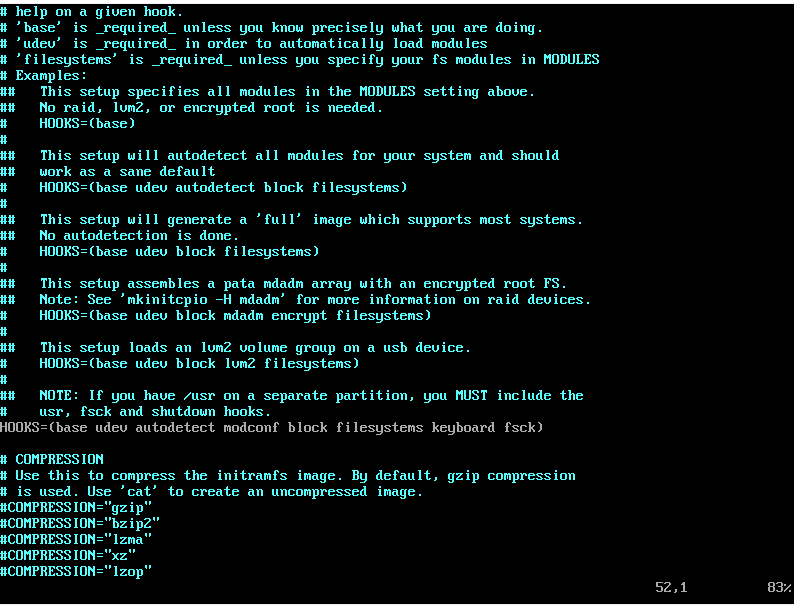 # help on a given hook.
# 'base' is _required_ unless you know precisely what you are doing.
# 'udev' is _required_ in order to automatically load modules
# 'filesystems' is _required_ unless you specify your fs modules in MODULES
# Examples:
##   This setup specifies all modules in the MODULES setting above.
##   No raid, lvm2, or encrypted root is needed.
#    HOOKS=(base)
#
##   This setup will autodetect all modules for your system and should
##   work as a sane default
#    HOOKS=(base udev autodetect block filesystems)
#
##   This setup will generate a 'full' image which supports most systems.
##   No autodetection is done.
#    HOOKS=(base udev block filesystems)
#
##   This setup assembles a pata mdadm array with an encrypted root FS.
##   Note: See 'mkinitcpio -H mdadm' for more information on raid devices.
#    HOOKS=(base udev block mdadm encrypt filesystems)
#
##   This setup loads an lvm2 volume group on a usb device.
#    HOOKS=(base udev block lvm2 filesystems)
#
##   NOTE: If you have /usr on a separate partition, you MUST include the
#    usr, fsck and shutdown hooks.
HOOKS=(base udev autodetect modconf block filesystems keyboard fsck)

# COMPRESSION
# Use this to compress the initramfs image. By default, gzip compression
# is used. Use 'cat' to create an uncompressed image.
#COMPRESSION="gzip"
#COMPRESSION="bzip2"
#COMPRESSION="lzma"
#COMPRESSION="xz"
#COMPRESSION="lzop"
52,1          83%